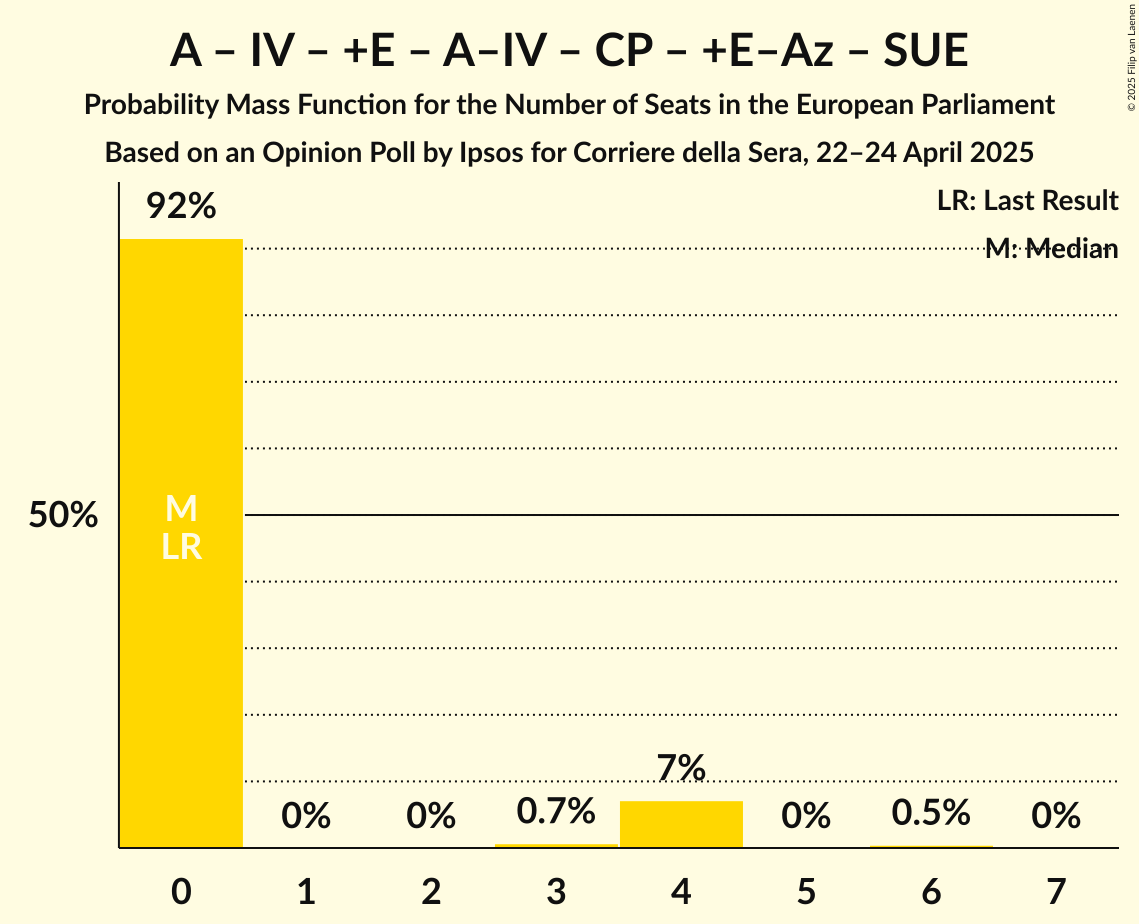 A – IV – +E – A–IV – CP – +E–Az – SUE
Probability Mass Function for the Number of Seats in the European Parliament
Based on an Opinion Poll by Ipsos for Corriere della Sera, 22–24 April 2025
© 2025 Filip van Laenen
LR: Last Result
M: Median
92%
50%
M
LR
0%
0%
0.7%
7%
0%
0.5%
0%
0
1
2
3
4
5
6
7